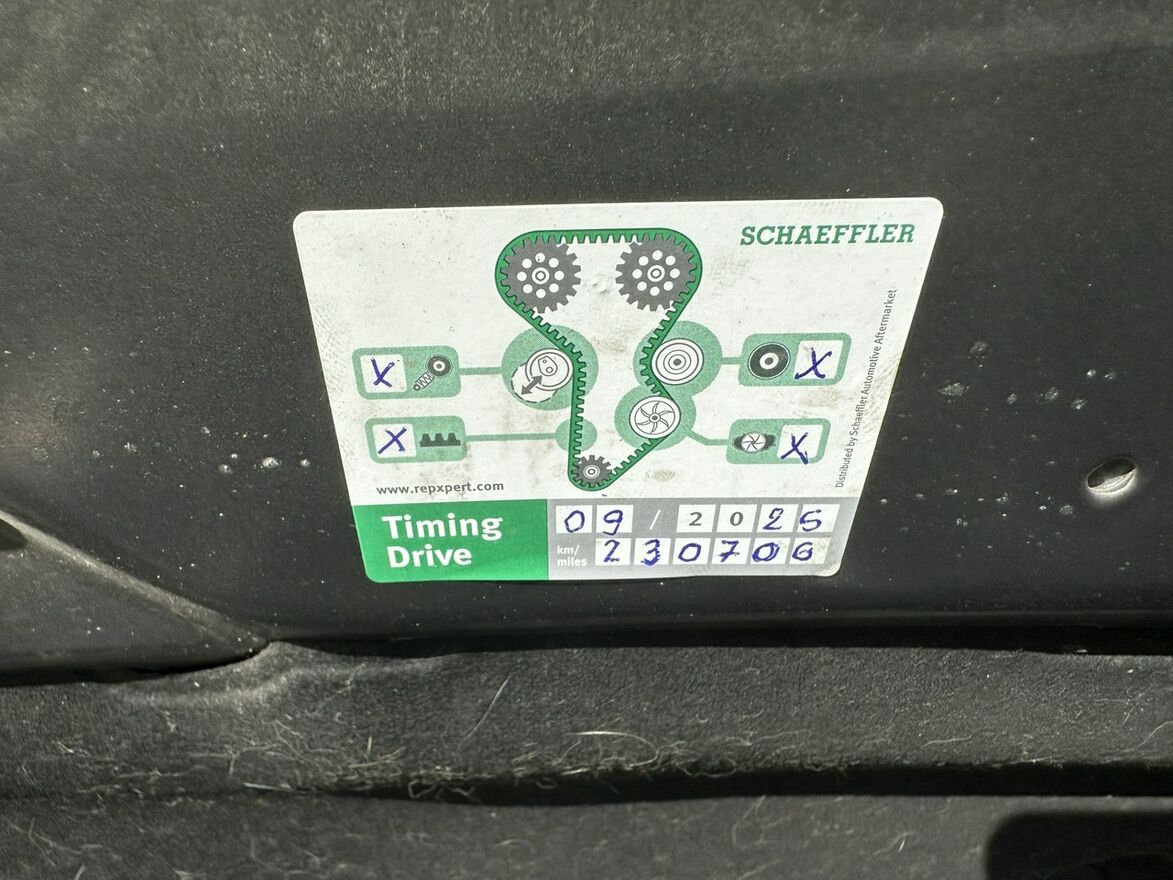 SCHAEFFLER
X
X
X
X
Distributed by Schaeffler Automotive Aftermarket
www.repxpert.com
Timing
Drive
09/2025
km/
miles
230706